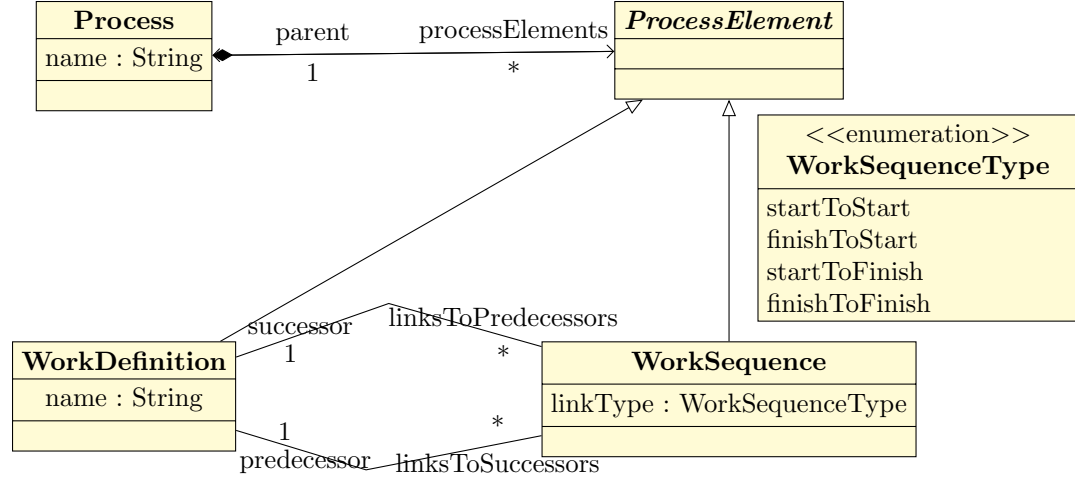 Process
name : String
parent
processElements
1
*
ProcessElement
<<enumeration>>
WorkSequenceType
startToStart
finishToStart
startToFinish
finishToFinish
successor
linksToPredecessors
1
*
WorkDefinition
name : String
WorkSequence
linkType : WorkSequenceType
1
*
predecessor
linksToSuccessors